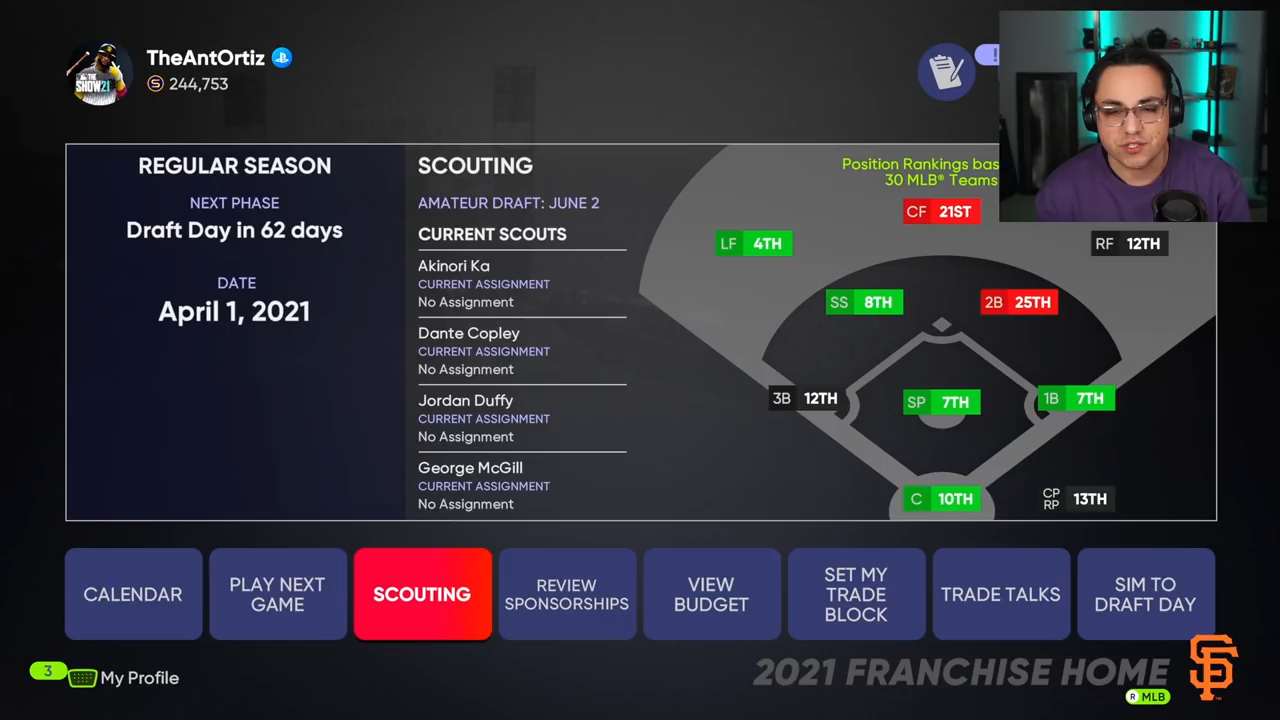 TheAntOrtiz
244,753
THE
SHOW21
!
REGULAR SEASON
NEXT PHASE
Draft Day in 62 days
DATE
April 1, 2021
SCOUTING
AMATEUR DRAFT: JUNE 2
CURRENT SCOUTS
Akinori Ka
CURRENT ASSIGNMENT
No Assignment
Dante Copley
CURRENT ASSIGNMENT
No Assignment
Jordan Duffy
CURRENT ASSIGNMENT
No Assignment
George McGill
CURRENT ASSIGNMENT
No Assignment
Position Rankings bas
30 MLB® Teams
CF 21ST
LF 4TH
RF 12TH
SS 8TH
2B 25TH
3B 12TH
SP 7TH
1B 7TH
C 10TH
CP
RP 13TH
CALENDAR
PLAY NEXT
GAME
SCOUTING
REVIEW
SPONSORSHIPS
VIEW
BUDGET
SET MY
TRADE
BLOCK
TRADE TALKS
SIM TO
DRAFT DAY
3
My Profile
2021 FRANCHISE HOME
SF
R MLB